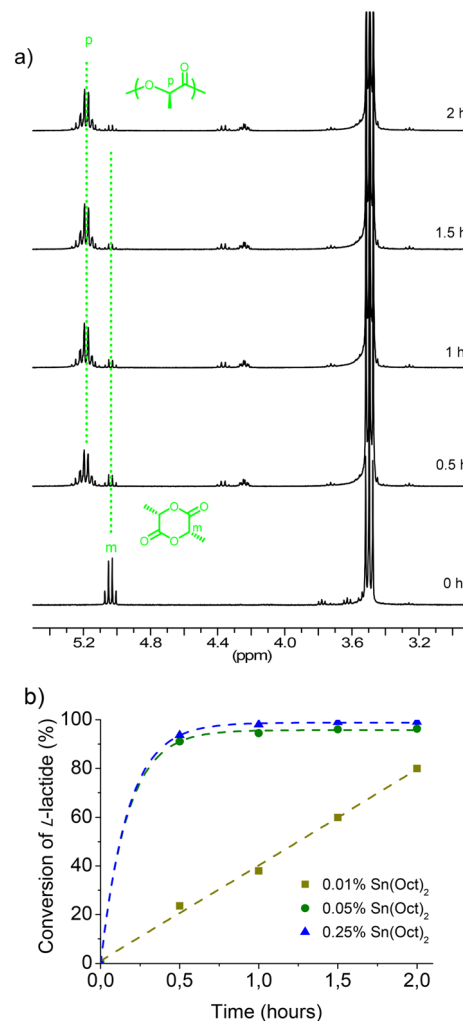 a)
p
O
p
O
2 h
1.5 h
1 h
0.5 h
O
O
m
O
O
m
0 h
5.2 4.8 4.4 4.0 3.6 3.2
(ppm)
b)
Conversion of L-lactide (%)
100
80
60
40
20
0
0.01% Sn(Oct)2
0.05% Sn(Oct)2
0.25% Sn(Oct)2
0,0 0,5 1,0 1,5 2,0
Time (hours)